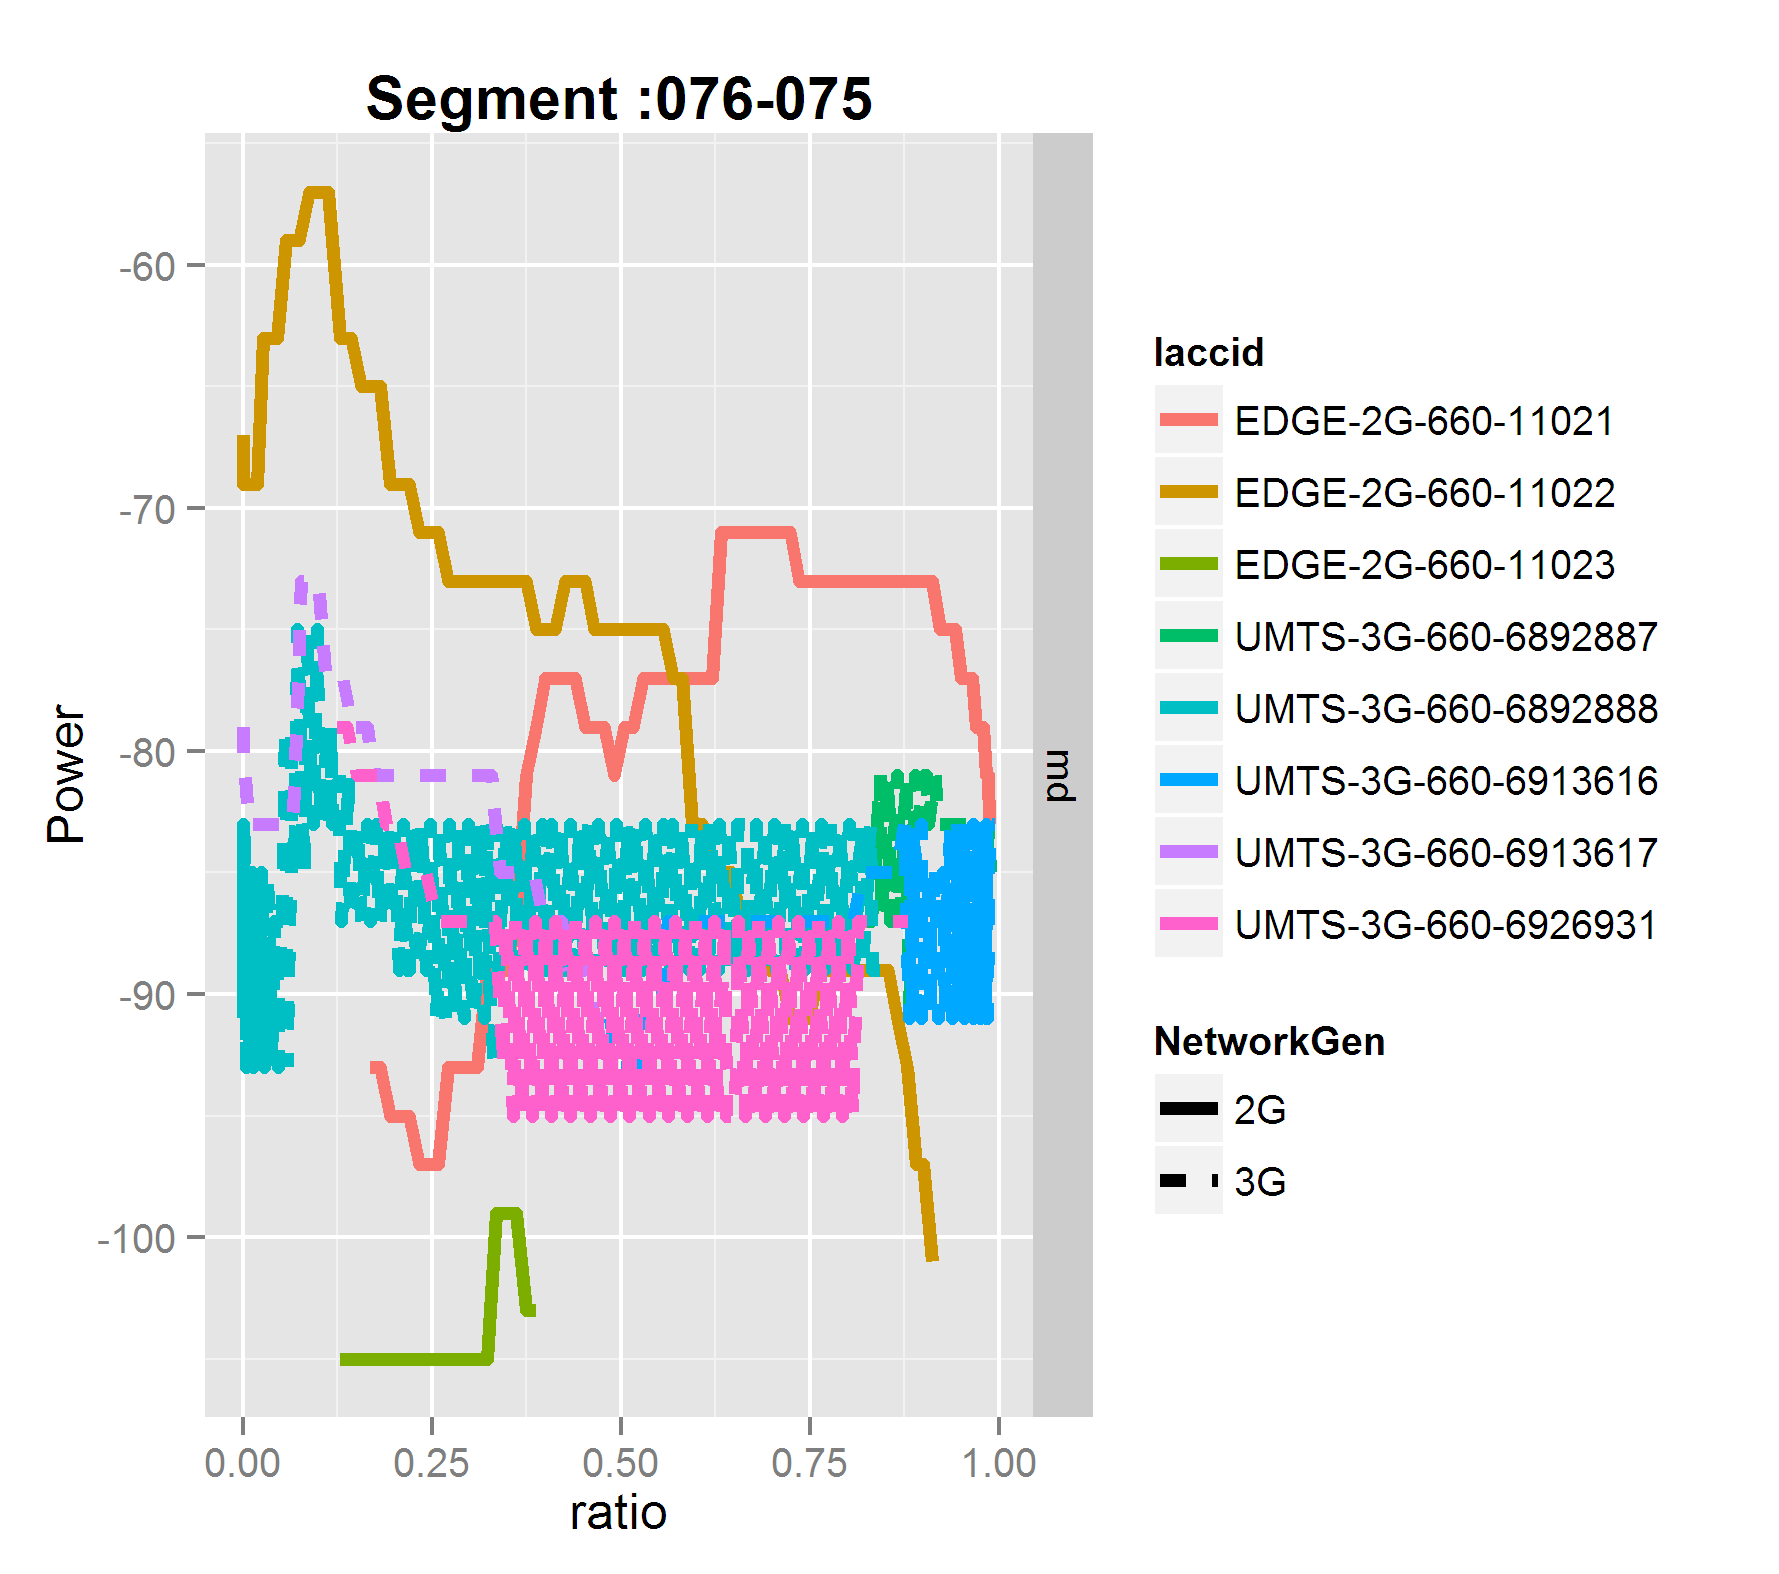 Segment :076-075
Power
-60
-70
-80
-90
-100
0.00 0.25 0.50 0.75 1.00
ratio
md
laccid
EDGE-2G-660-11021
EDGE-2G-660-11022
EDGE-2G-660-11023
UMTS-3G-660-6892887
UMTS-3G-660-6892888
UMTS-3G-660-6913616
UMTS-3G-660-6913617
UMTS-3G-660-6926931
NetworkGen
2G
3G